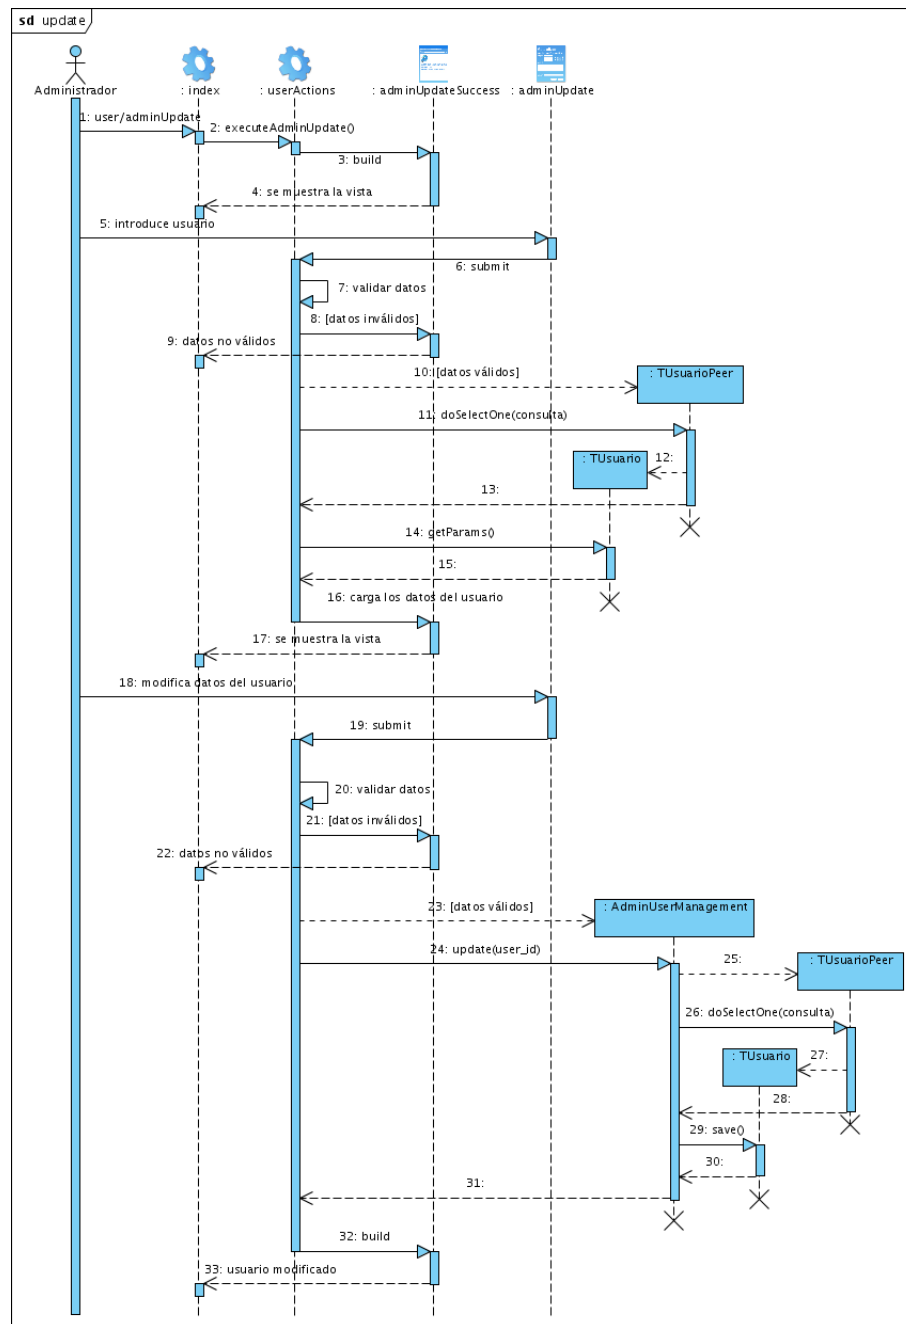 sd update
Administrador
: index
: userActions
: adminUpdateSuccess
: adminUpdate
1: user/adminUpdate
2: executeAdminUpdate()
3: build
4: se muestra la vista
5: introduce usuario
6: submit
7: validar datos
8: [datos inválidos]
9: datos no válidos
10: [datos válidos]
: TUsuarioPeer
11: doSelectOne(consulta)
: TUsuario
12:
13:
14: getParams()
15:
16: carga los datos del usuario
17: se muestra la vista
18: modifica datos del usuario
19: submit
20: validar datos
21: [datos inválidos]
22: datos no válidos
23: [datos válidos]
: AdminUserManagement
24: update(user_id)
25:
: TUsuarioPeer
26: doSelectOne(consulta)
: TUsuario
27:
28:
29: save()
30:
31:
32: build
33: usuario modificado